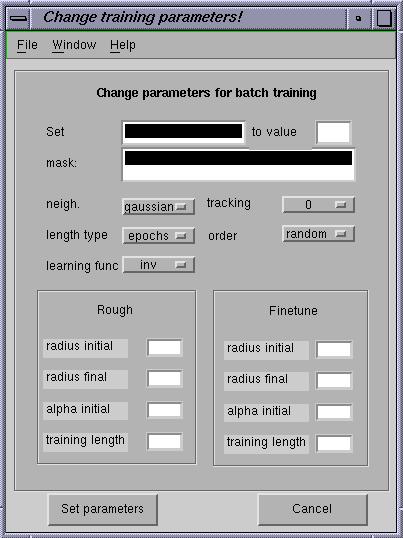 Change training parameters!
File Window Help
Change parameters for batch training
Set to value
mask:
neigh. gaussian tracking 0
length type epochs order random
learning func inv
Rough
radius initial
radius final
alpha initial
training length
Finetune
radius initial
radius final
alpha initial
training length
Set parameters Cancel